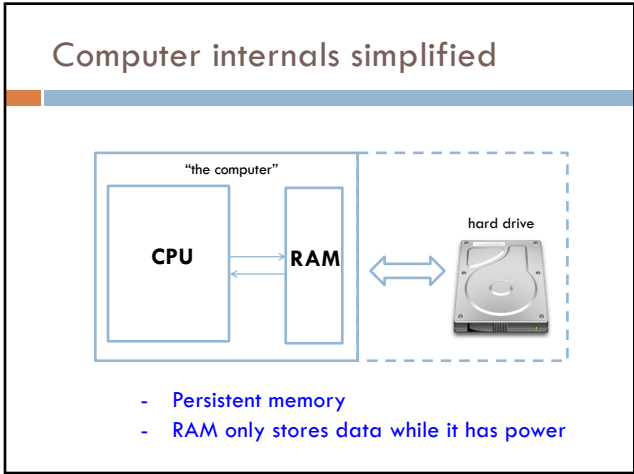 Computer internals simplified
“the computer”
CPU
RAM
hard drive
- Persistent memory
- RAM only stores data while it has power